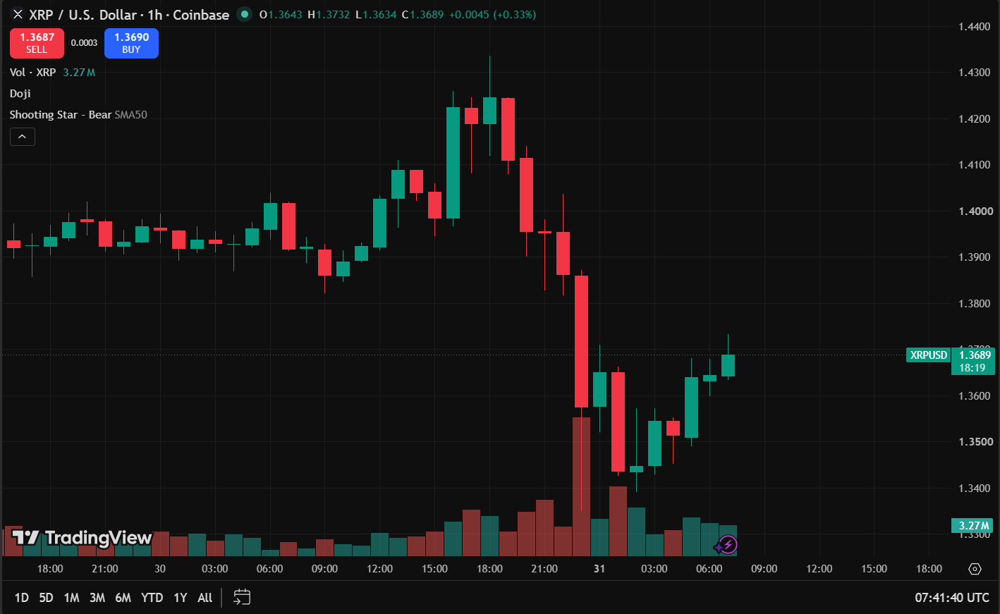 XRP / U.S. Dollar · 1h · Coinbase O1.3643 H1.3732 L1.3634 C1.3689 +0.0045 (+0.33%)
1.3687 SELL
0.0003
1.3690 BUY
Vol · XRP 3.27 M
Doji
Shooting Star - Bear SMA50
1.4400
1.4300
1.4200
1.4100
1.4000
1.3900
1.3800
1.3700
XRPUSD 1.3689
18:19
1.3600
1.3500
1.3400
3.27 M
1.3300
TradingView
18:00 21:00 30 03:00 06:00 09:00 12:00 15:00 18:00 21:00 31 03:00 06:00 09:00 12:00 15:00 18:00
1D 5D 1M 3M 6M YTD 1Y All
07:41:40 UTC